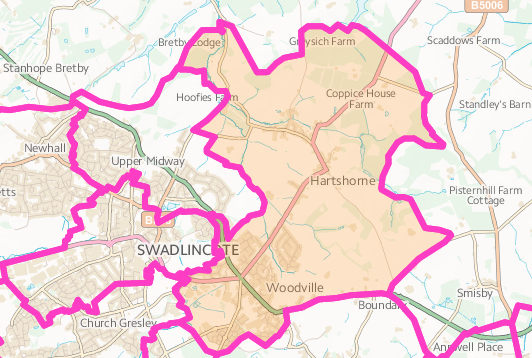 B5006
Bretby Lodge
Greysich Farm
Scaddows Farm
Stanhope Bretby
Coppice House
Farm
Hoofies Farm
Standley's Barn
Newhall
Upper Midway
Hartshorne
Pisternhill Farm
Cottage
etts
B
SWADLINCOTE
Woodville
Smisby
Boundary
Church Gresley
Annwell Place